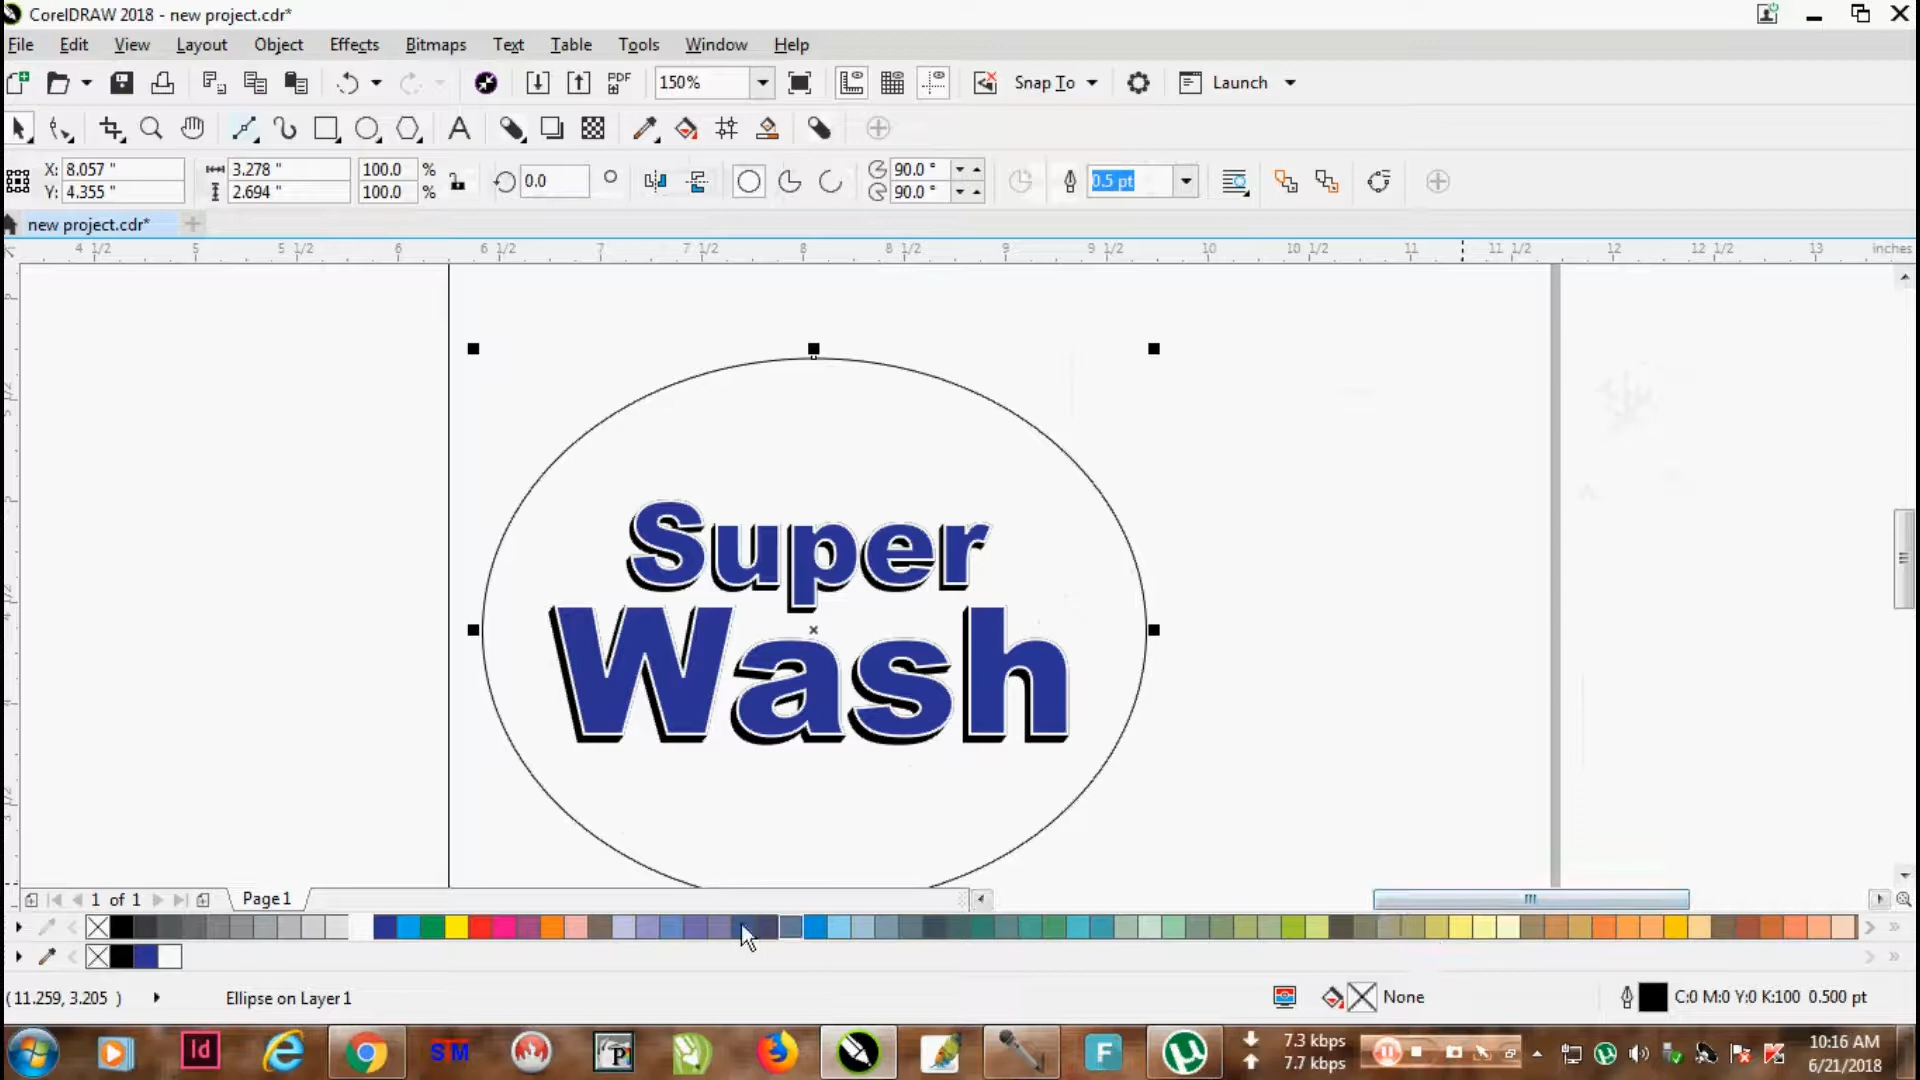 CorelDRAW 2018 - new project.cdr*
File Edit View Layout Object Effects Bitmaps Text Table Tools Window Help
PDF 150% Snap To Launch
X: 8.057 " 3.278 " 100.0 % 0.0 ° 90.0 ° 0.5 pt
Y: 4.355 " 2.694 " 100.0 % 90.0 °
new project.cdr*
4 1/2 5 5 1/2 6 6 1/2 7 7 1/2 8 8 1/2 9 9 1/2 10 10 1/2 11 11 1/2 12 12 1/2 13 inches
Super
Wash
1 of 1 Page 1
( 11.259, 3.205 ) Ellipse on Layer 1 None C:0 M:0 Y:0 K:100 0.500 pt
Id SM P F 7.3 kbps 10:16 AM
7.7 kbps 6/21/2018